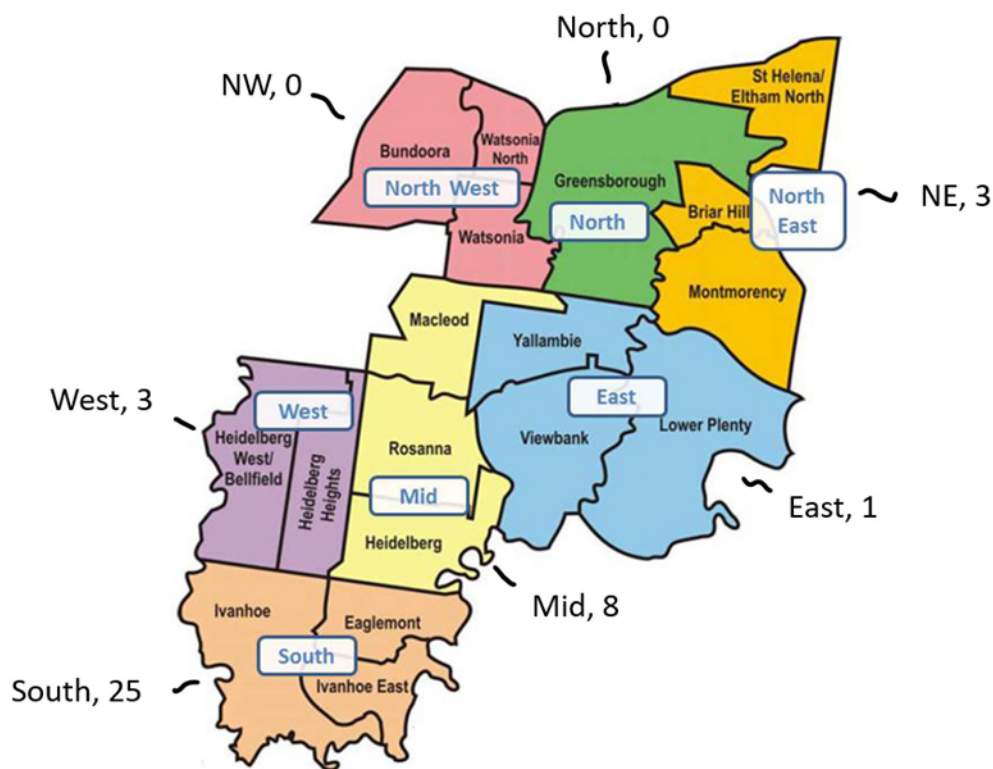 North, 0
NW, 0
St Helena/
Eltham North
Bundoora
Watsonia
North
Greensborough
North West
North
East
NE, 3
Briar Hill
North
Watsonia
Montmorency
Macleod
Yallambie
West, 3
West
East
Lower Plenty
Heidelberg
West/
Bellfield
Heidelberg
Heights
Rosanna
Viewbank
Mid
East, 1
Heidelberg
Mid, 8
Ivanhoe
Eaglemont
South
South, 25
Ivanhoe East